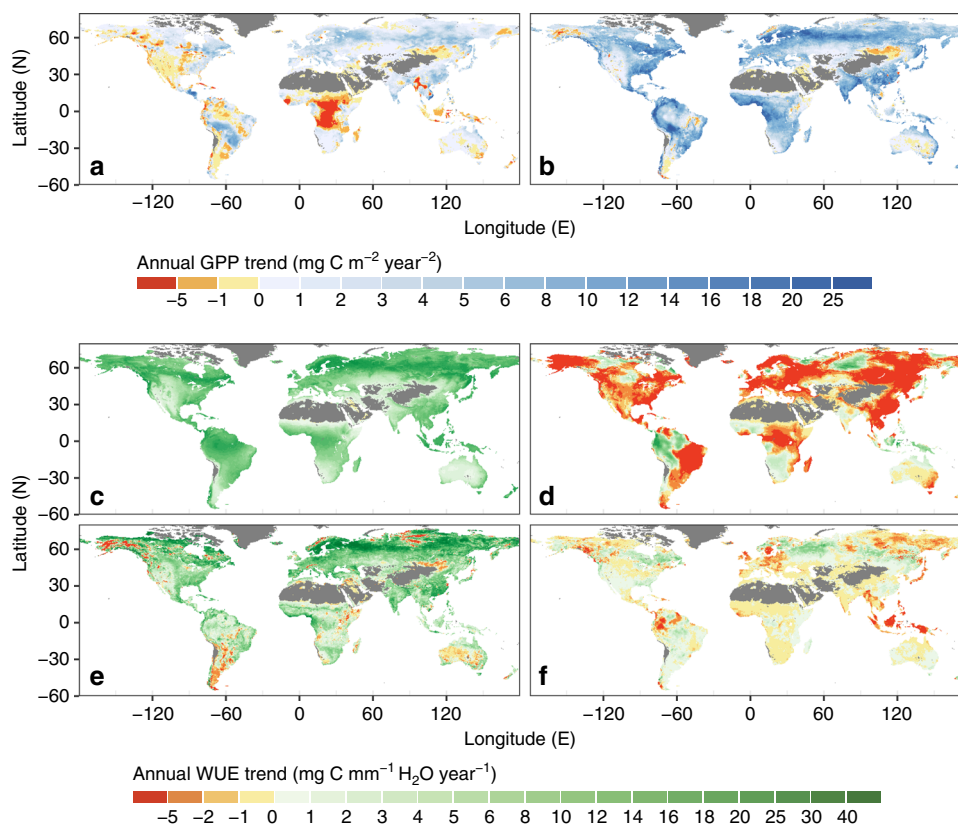 60
30
0
−30
−60
Latitude (N)
a
b
−120 −60 0 60 120
−120 −60 0 60 120
Longitude (E)
Annual GPP trend (mg C m⁻² year⁻²)
−5 −1 0 1 2 3 4 5 6 8 10 12 14 16 18 20 25
60
30
0
−30
−60
c
d
Latitude (N)
60
30
0
−30
−60
e
f
−120 −60 0 60 120
−120 −60 0 60 120
Longitude (E)
Annual WUE trend (mg C mm⁻¹ H₂O year⁻¹)
−5 −2 −1 0 1 2 3 4 6 8 10 12 14 16 18 20 25 30 40